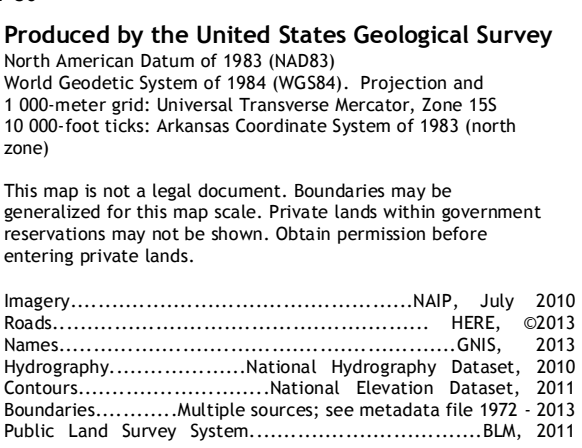 Produced by the United States Geological Survey
North American Datum of 1983 (NAD83)
World Geodetic System of 1984 (WGS84). Projection and
1 000-meter grid: Universal Transverse Mercator, Zone 15S
10 000-foot ticks: Arkansas Coordinate System of 1983 (north
zone)
This map is not a legal document. Boundaries may be
generalized for this map scale. Private lands within government
reservations may not be shown. Obtain permission before
entering private lands.
Imagery..............................................NAIP, July 2010
Roads.................................................. HERE, ©2013
Names.....................................................GNIS, 2013
Hydrography....................National Hydrography Dataset, 2010
Contours............................National Elevation Dataset, 2011
Boundaries............Multiple sources; see metadata file 1972 - 2013
Public Land Survey System..................................BLM, 2011